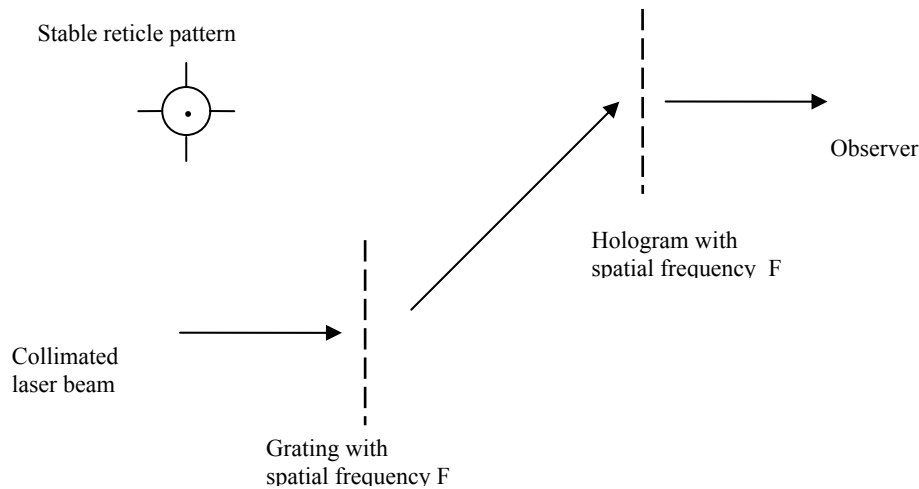 Stable reticle pattern
Observer
Hologram with
spatial frequency F
Collimated
laser beam
Grating with
spatial frequency F